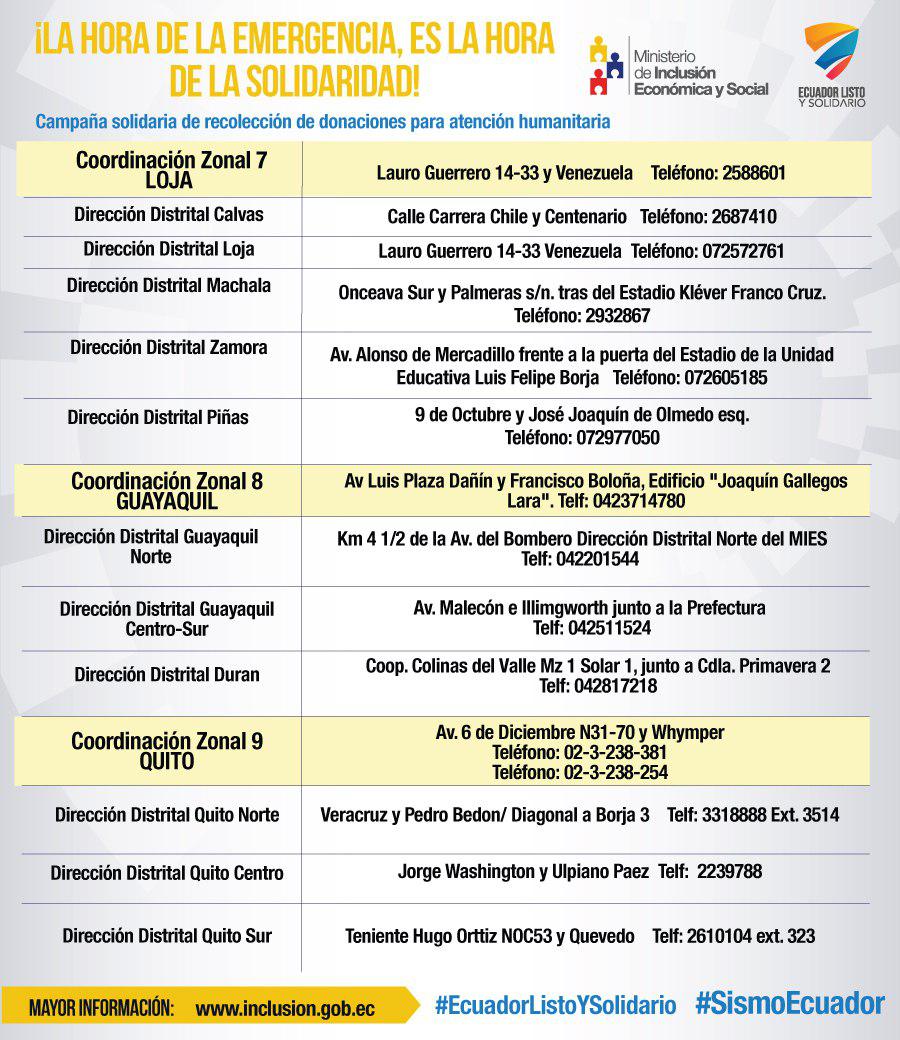 ¡LA HORA DE LA EMERGENCIA, ES LA HORA
DE LA SOLIDARIDAD!
Ministerio
de Inclusión
Económica y Social
ECUADOR LISTO
Y SOLIDARIO
Campaña solidaria de recolección de donaciones para atención humanitaria
Coordinación Zonal 7
LOJA
Lauro Guerrero 14-33 y Venezuela Teléfono: 2588601
Dirección Distrital Calvas
Calle Carrera Chile y Centenario Teléfono: 2687410
Dirección Distrital Loja
Lauro Guerrero 14-33 Venezuela Teléfono: 072572761
Dirección Distrital Machala
Onceava Sur y Palmeras s/n. tras del Estadio Kléver Franco Cruz.
Teléfono: 2932867
Dirección Distrital Zamora
Av. Alonso de Mercadillo frente a la puerta del Estadio de la Unidad
Educativa Luis Felipe Borja Teléfono: 072605185
Dirección Distrital Piñas
9 de Octubre y José Joaquín de Olmedo esq.
Teléfono: 072977050
Coordinación Zonal 8
GUAYAQUIL
Av Luis Plaza Dañín y Francisco Boloña, Edificio "Joaquín Gallegos
Lara". Telf: 0423714780
Dirección Distrital Guayaquil
Norte
Km 4 1/2 de la Av. del Bombero Dirección Distrital Norte del MIES
Telf: 042201544
Dirección Distrital Guayaquil
Centro-Sur
Av. Malecón e Illimgworth junto a la Prefectura
Telf: 042511524
Dirección Distrital Duran
Coop. Colinas del Valle Mz 1 Solar 1, junto a Cdla. Primavera 2
Telf: 042817218
Coordinación Zonal 9
QUITO
Av. 6 de Diciembre N31-70 y Whymper
Teléfono: 02-3-238-381
Teléfono: 02-3-238-254
Dirección Distrital Quito Norte
Veracruz y Pedro Bedon/ Diagonal a Borja 3 Telf: 3318888 Ext. 3514
Dirección Distrital Quito Centro
Jorge Washington y Ulpiano Paez Telf: 2239788
Dirección Distrital Quito Sur
Teniente Hugo Orttiz NOC53 y Quevedo Telf: 2610104 ext. 323
MAYOR INFORMACIÓN: www.inclusion.gob.ec
#EcuadorListoYSolidario #SismoEcuador